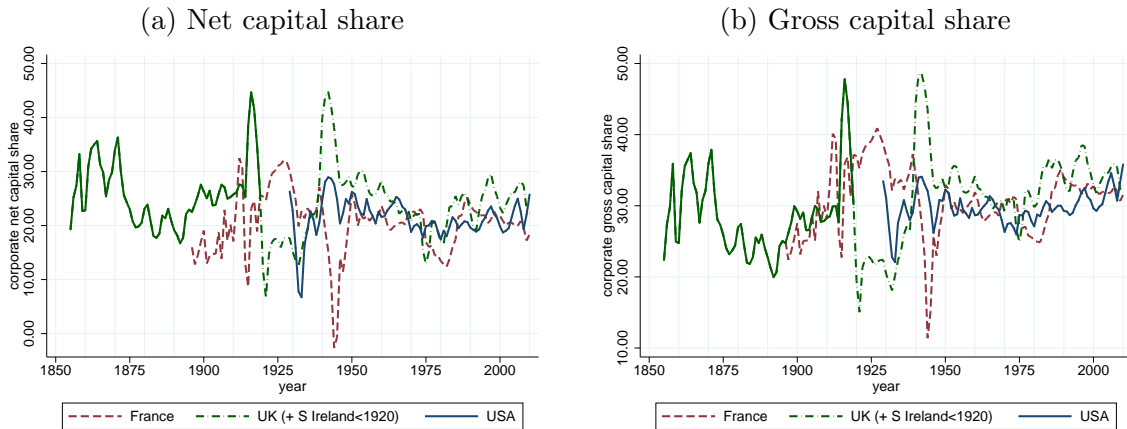 (a) Net capital share
corporate net capital share
50.00
40.00
30.00
20.00
10.00
0.00
1850 1875 1900 1925 1950 1975 2000
year
France UK (+ S Ireland<1920) USA
(b) Gross capital share
corporate gross capital share
50.00
40.00
30.00
20.00
10.00
1850 1875 1900 1925 1950 1975 2000
year
France UK (+ S Ireland<1920) USA